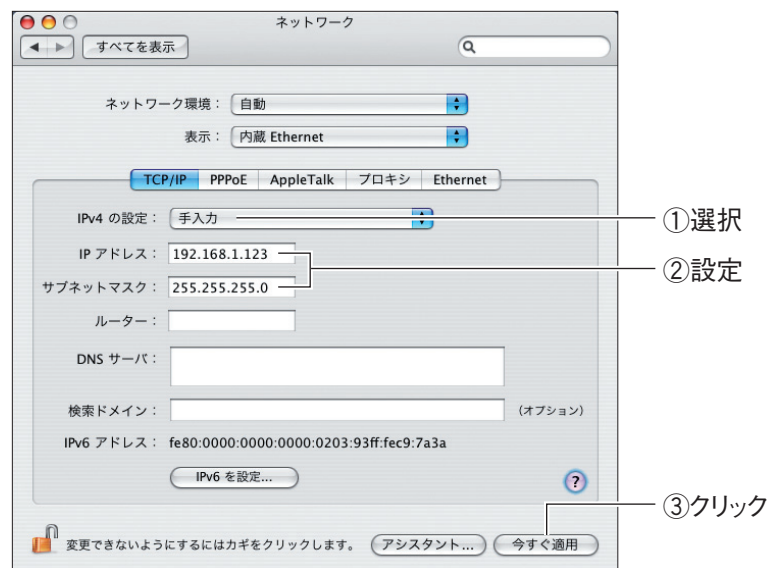 ネットワーク
すべてを表示
ネットワーク環境： 自動
表示： 内蔵 Ethernet
TCP/IP PPPoE AppleTalk プロキシ Ethernet
IPv4 の設定： 手入力
①選択
IP アドレス： 192.168.1.123
②設定
サブネットマスク： 255.255.255.0
ルーター：
DNS サーバ：
検索ドメイン： (オプション)
IPv6 アドレス： fe80:0000:0000:0000:0203:93ff:fec9:7a3a
IPv6 を設定...
?
③クリック
変更できないようにするにはカギをクリックします。 アシスタント... 今すぐ適用